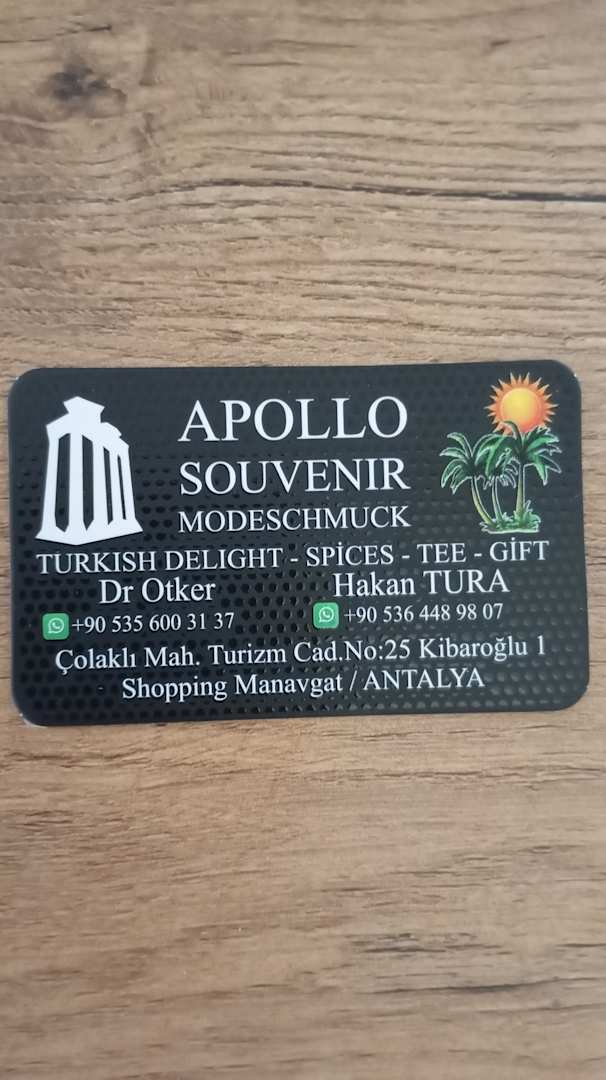 APOLLO
SOUVENIR
MODESCHMUCK
TURKISH DELIGHT - SPİCES - TEE - GİFT
Dr Otker
+90 535 600 31 37
Hakan TURA
+90 536 448 98 07
Çolaklı Mah. Turizm Cad.No:25 Kibaroğlu 1
Shopping Manavgat / ANTALYA